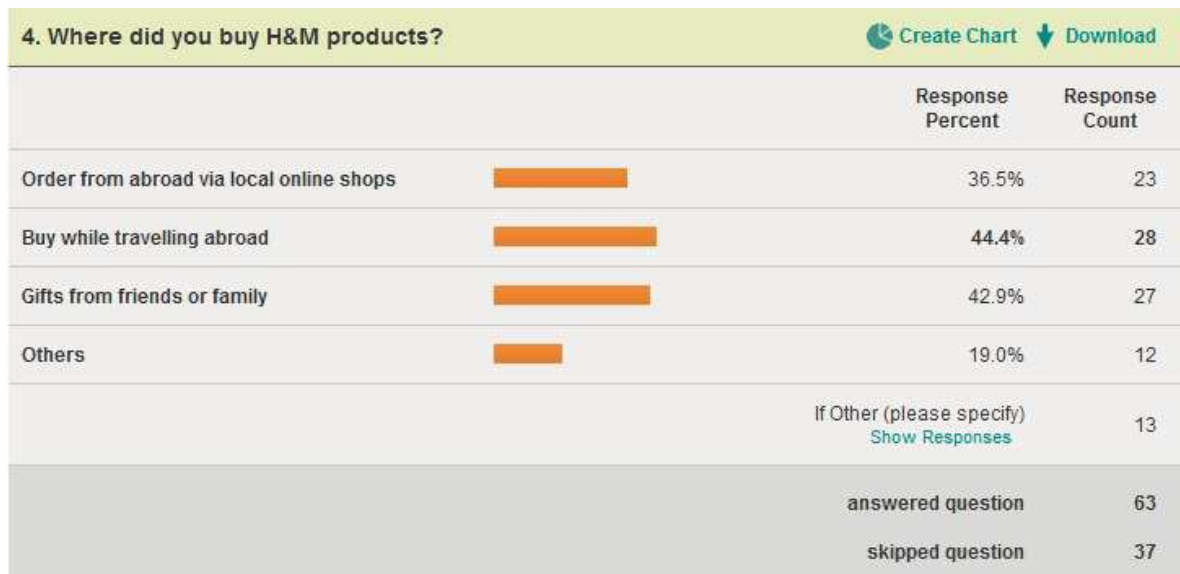 4. Where did you buy H&M products? Create Chart Download
Response Percent Response Count
Order from abroad via local online shops 36.5% 23
Buy while travelling abroad 44.4% 28
Gifts from friends or family 42.9% 27
Others 19.0% 12
If Other (please specify) 13
Show Responses
answered question 63
skipped question 37